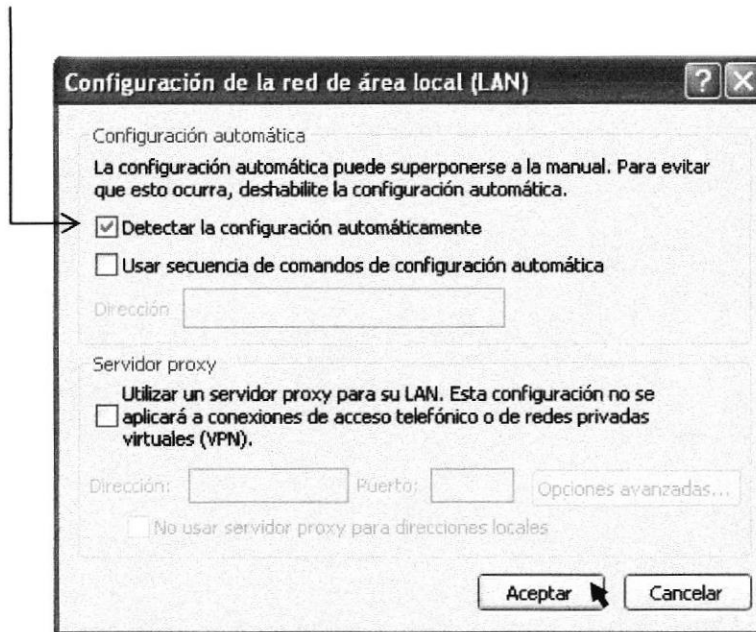 Configuración de la red de área local (LAN)
Configuración automática
La configuración automática puede superponerse a la manual. Para evitar
que esto ocurra, deshabilite la configuración automática.
Detectar la configuración automáticamente
Usar secuencia de comandos de configuración automática
Dirección
Servidor proxy
Utilizar un servidor proxy para su LAN. Esta configuración no se
aplicará a conexiones de acceso telefónico o de redes privadas
virtuales (VPN).
Dirección: Puerto: Opciones avanzadas...
No usar servidor proxy para direcciones locales
Aceptar Cancelar